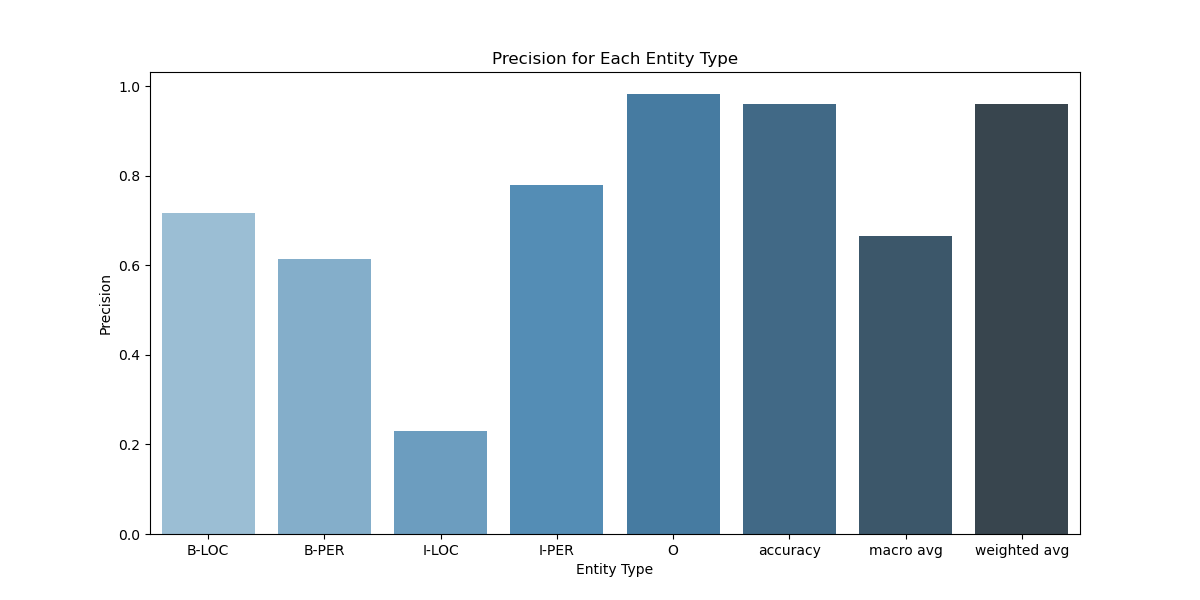 Precision for Each Entity Type
1.0
0.8
0.6
0.4
0.2
0.0
Precision
B-LOC B-PER I-LOC I-PER O accuracy macro avg weighted avg
Entity Type